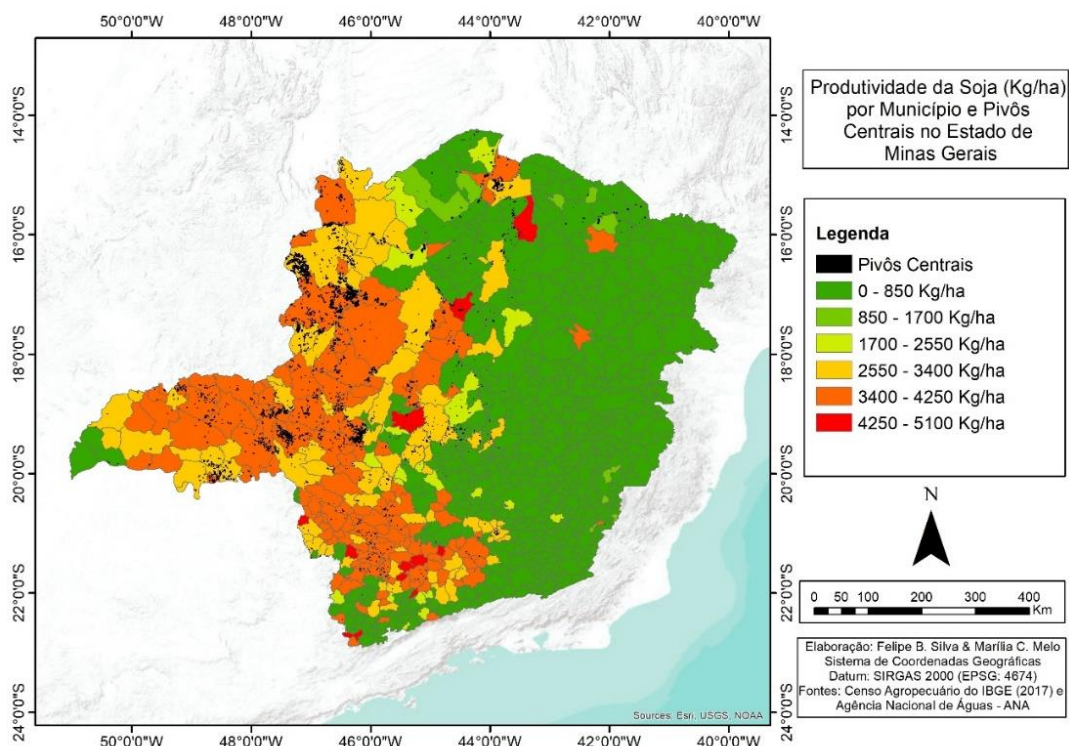 50°0'0"W 48°0'0"W 46°0'0"W 44°0'0"W 42°0'0"W 40°0'0"W
14°0'0"S
16°0'0"S
18°0'0"S
20°0'0"S
22°0'0"S
24°0'0"S
Sources: Esri, USGS, NOAA
14°0'0"S
16°0'0"S
18°0'0"S
20°0'0"S
22°0'0"S
24°0'0"S
50°0'0"W 48°0'0"W 46°0'0"W 44°0'0"W 42°0'0"W 40°0'0"W
Produtividade da Soja (Kg/ha)
por Município e Pivôs
Centrais no Estado de
Minas Gerais
Legenda
Pivôs Centrais
0 - 850 Kg/ha
850 - 1700 Kg/ha
1700 - 2550 Kg/ha
2550 - 3400 Kg/ha
3400 - 4250 Kg/ha
4250 - 5100 Kg/ha
N
0 50 100 200 300 400
Km
Elaboração: Felipe B. Silva & Marília C. Melo
Sistema de Coordenadas Geográficas
Datum: SIRGAS 2000 (EPSG: 4674)
Fontes: Censo Agropecuário do IBGE (2017) e
Agência Nacional de Águas - ANA